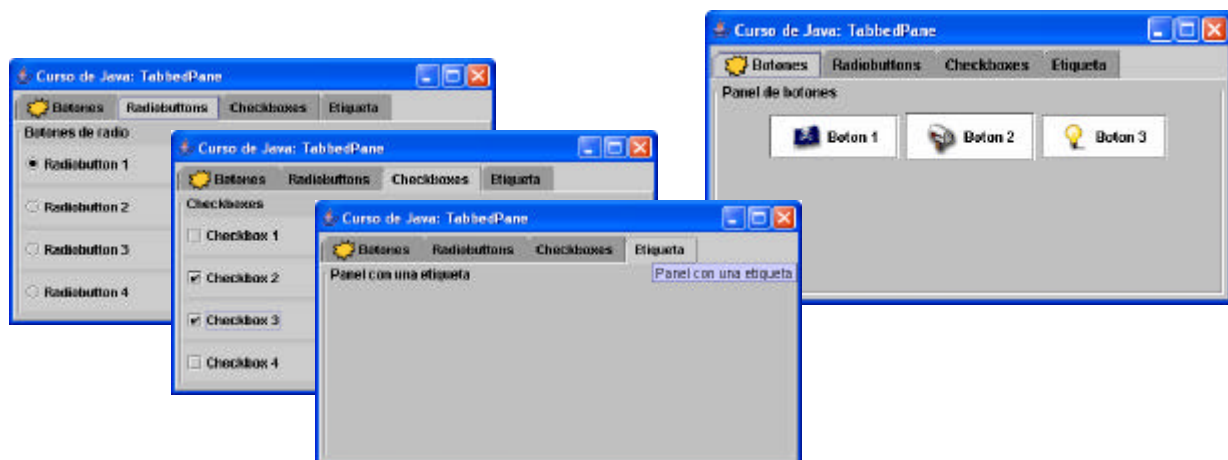 Curso de Java: TabbedPane
Botones Radiobuttons Checkboxes Etiqueta
Botones de radio
Radiobutton 1
Radiobutton 2
Radiobutton 3
Radiobutton 4
Curso de Java: TabbedPane
Botones Radiobuttons Checkboxes Etiqueta
Checkboxes
Checkbox 1
Checkbox 2
Checkbox 3
Checkbox 4
Curso de Java: TabbedPane
Botones Radiobuttons Checkboxes Etiqueta
Panel con una etiqueta
Panel con una etiqueta
Curso de Java: TabbedPane
Botones Radiobuttons Checkboxes Etiqueta
Panel de botones
Boton 1 Boton 2 Boton 3